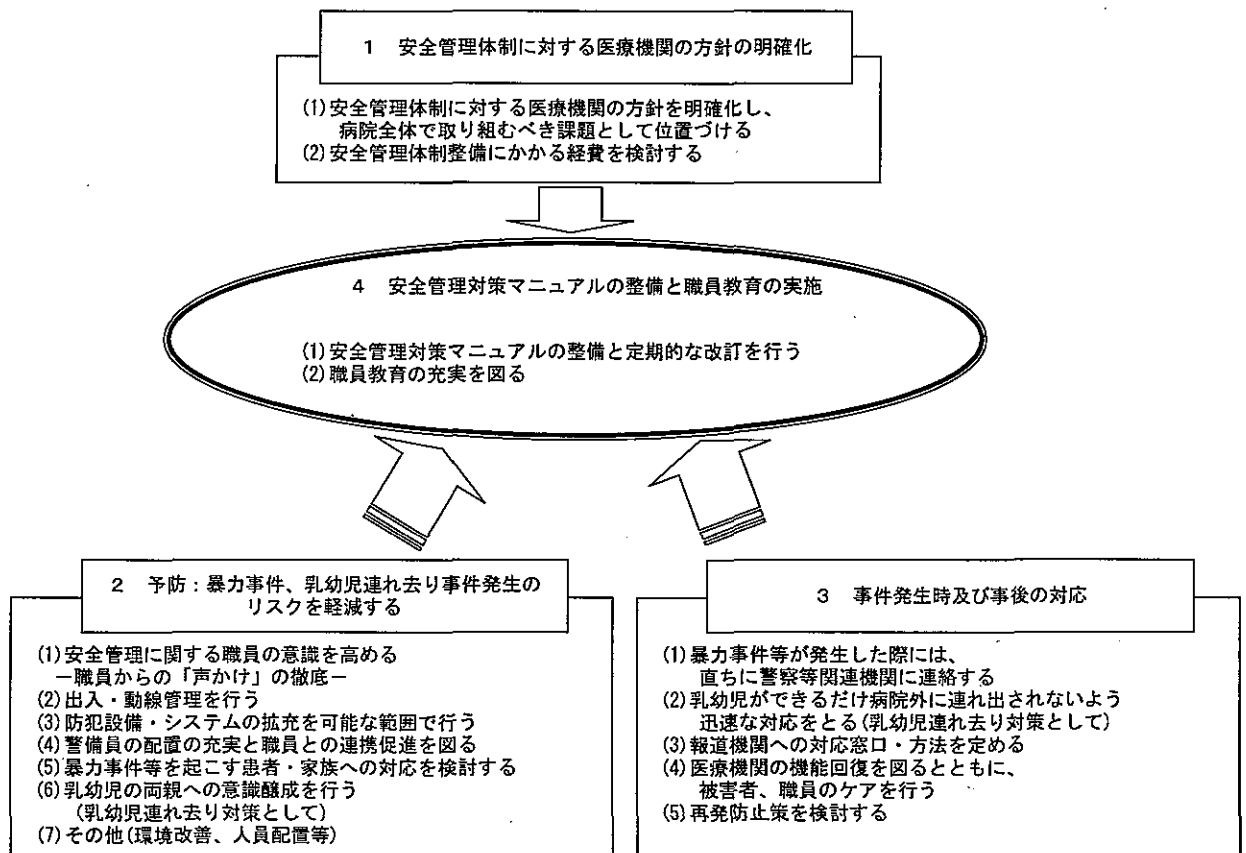 1 安全管理体制に対する医療機関の方針の明確化
(1)安全管理体制に対する医療機関の方針を明確化し、
病院全体で取り組むべき課題として位置づける
(2)安全管理体制整備にかかる経費を検討する
4 安全管理対策マニュアルの整備と職員教育の実施
(1)安全管理対策マニュアルの整備と定期的な改訂を行う
(2)職員教育の充実を図る
2 予防：暴力事件、乳幼児連れ去り事件発生の
リスクを軽減する
(1)安全管理に関する職員の意識を高める
－職員からの「声かけ」の徹底－
(2)出入・動線管理を行う
(3)防犯設備・システムの拡充を可能な範囲で行う
(4)警備員の配置の充実と職員との連携促進を図る
(5)暴力事件等を起こす患者・家族への対応を検討する
(6)乳幼児の両親への意識醸成を行う
(乳幼児連れ去り対策として)
(7)その他(環境改善、人員配置等)
3 事件発生時及び事後の対応
(1)暴力事件等が発生した際には、
直ちに警察等関連機関に連絡する
(2)乳幼児ができるだけ病院外に連れ出されないよう
迅速な対応をとる(乳幼児連れ去り対策として)
(3)報道機関への対応窓口・方法を定める
(4)医療機関の機能回復を図るとともに、
被害者、職員のケアを行う
(5)再発防止策を検討する